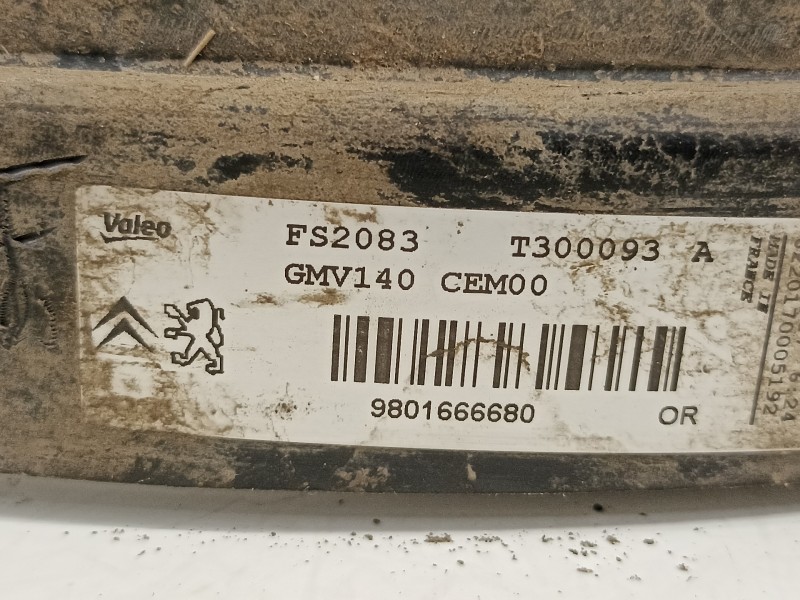 Valeo
FS2083 T300093 A
GMV140 CEM00
9801666680 OR
MADE IN
FRANCE